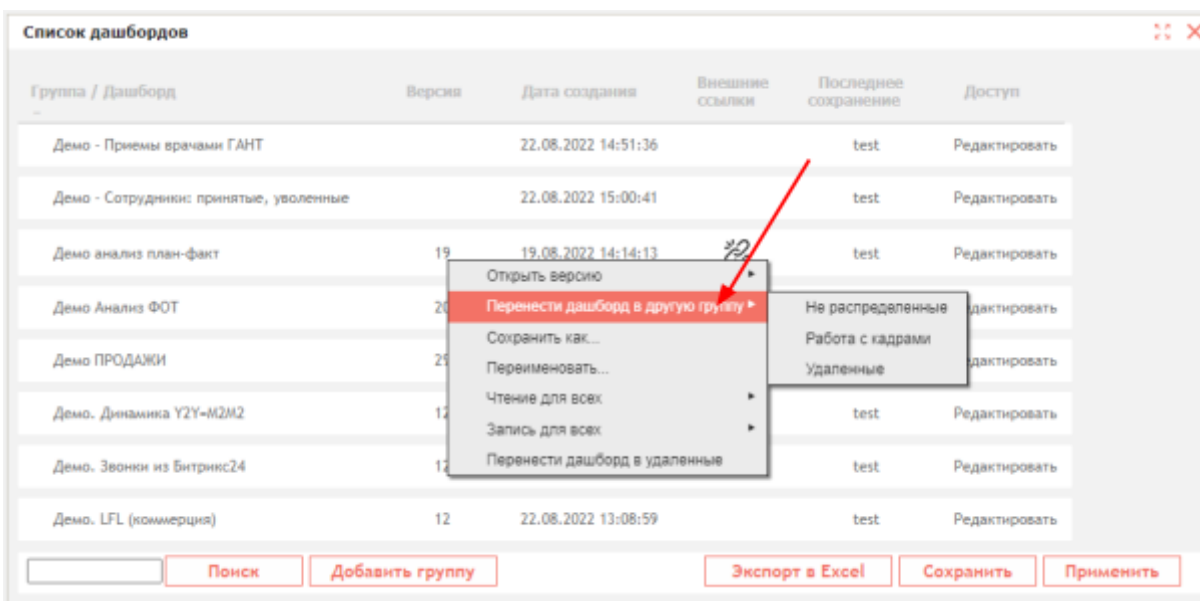 Список дашбордов
Группа / Дашборд Версия Дата создания Внешние ссылки Последнее сохранение Доступ
Демо - Приемы врачами ГАНТ 22.08.2022 14:51:36 test Редактировать
Демо - Сотрудники: принятые, уволенные 22.08.2022 15:00:41 test Редактировать
Демо анализ план-факт 19 19.08.2022 14:14:13 test Редактировать
Демо Анализ ФОТ
Демо ПРОДАЖИ
Демо. Динамика Y2Y-M2M2 test Редактировать
Демо. Звонки из Битрикс24 test Редактировать
Демо. LFL (коммерция) 12 22.08.2022 13:08:59 test Редактировать
Открыть версию
Перенести дашборд в другую группу
Сохранить как...
Переименовать...
Чтение для всех
Запись для всех
Перенести дашборд в удаленные
Не распределенные
Работа с кадрами
Удаленные
Поиск Добавить группу Экспорт в Excel Сохранить Применить